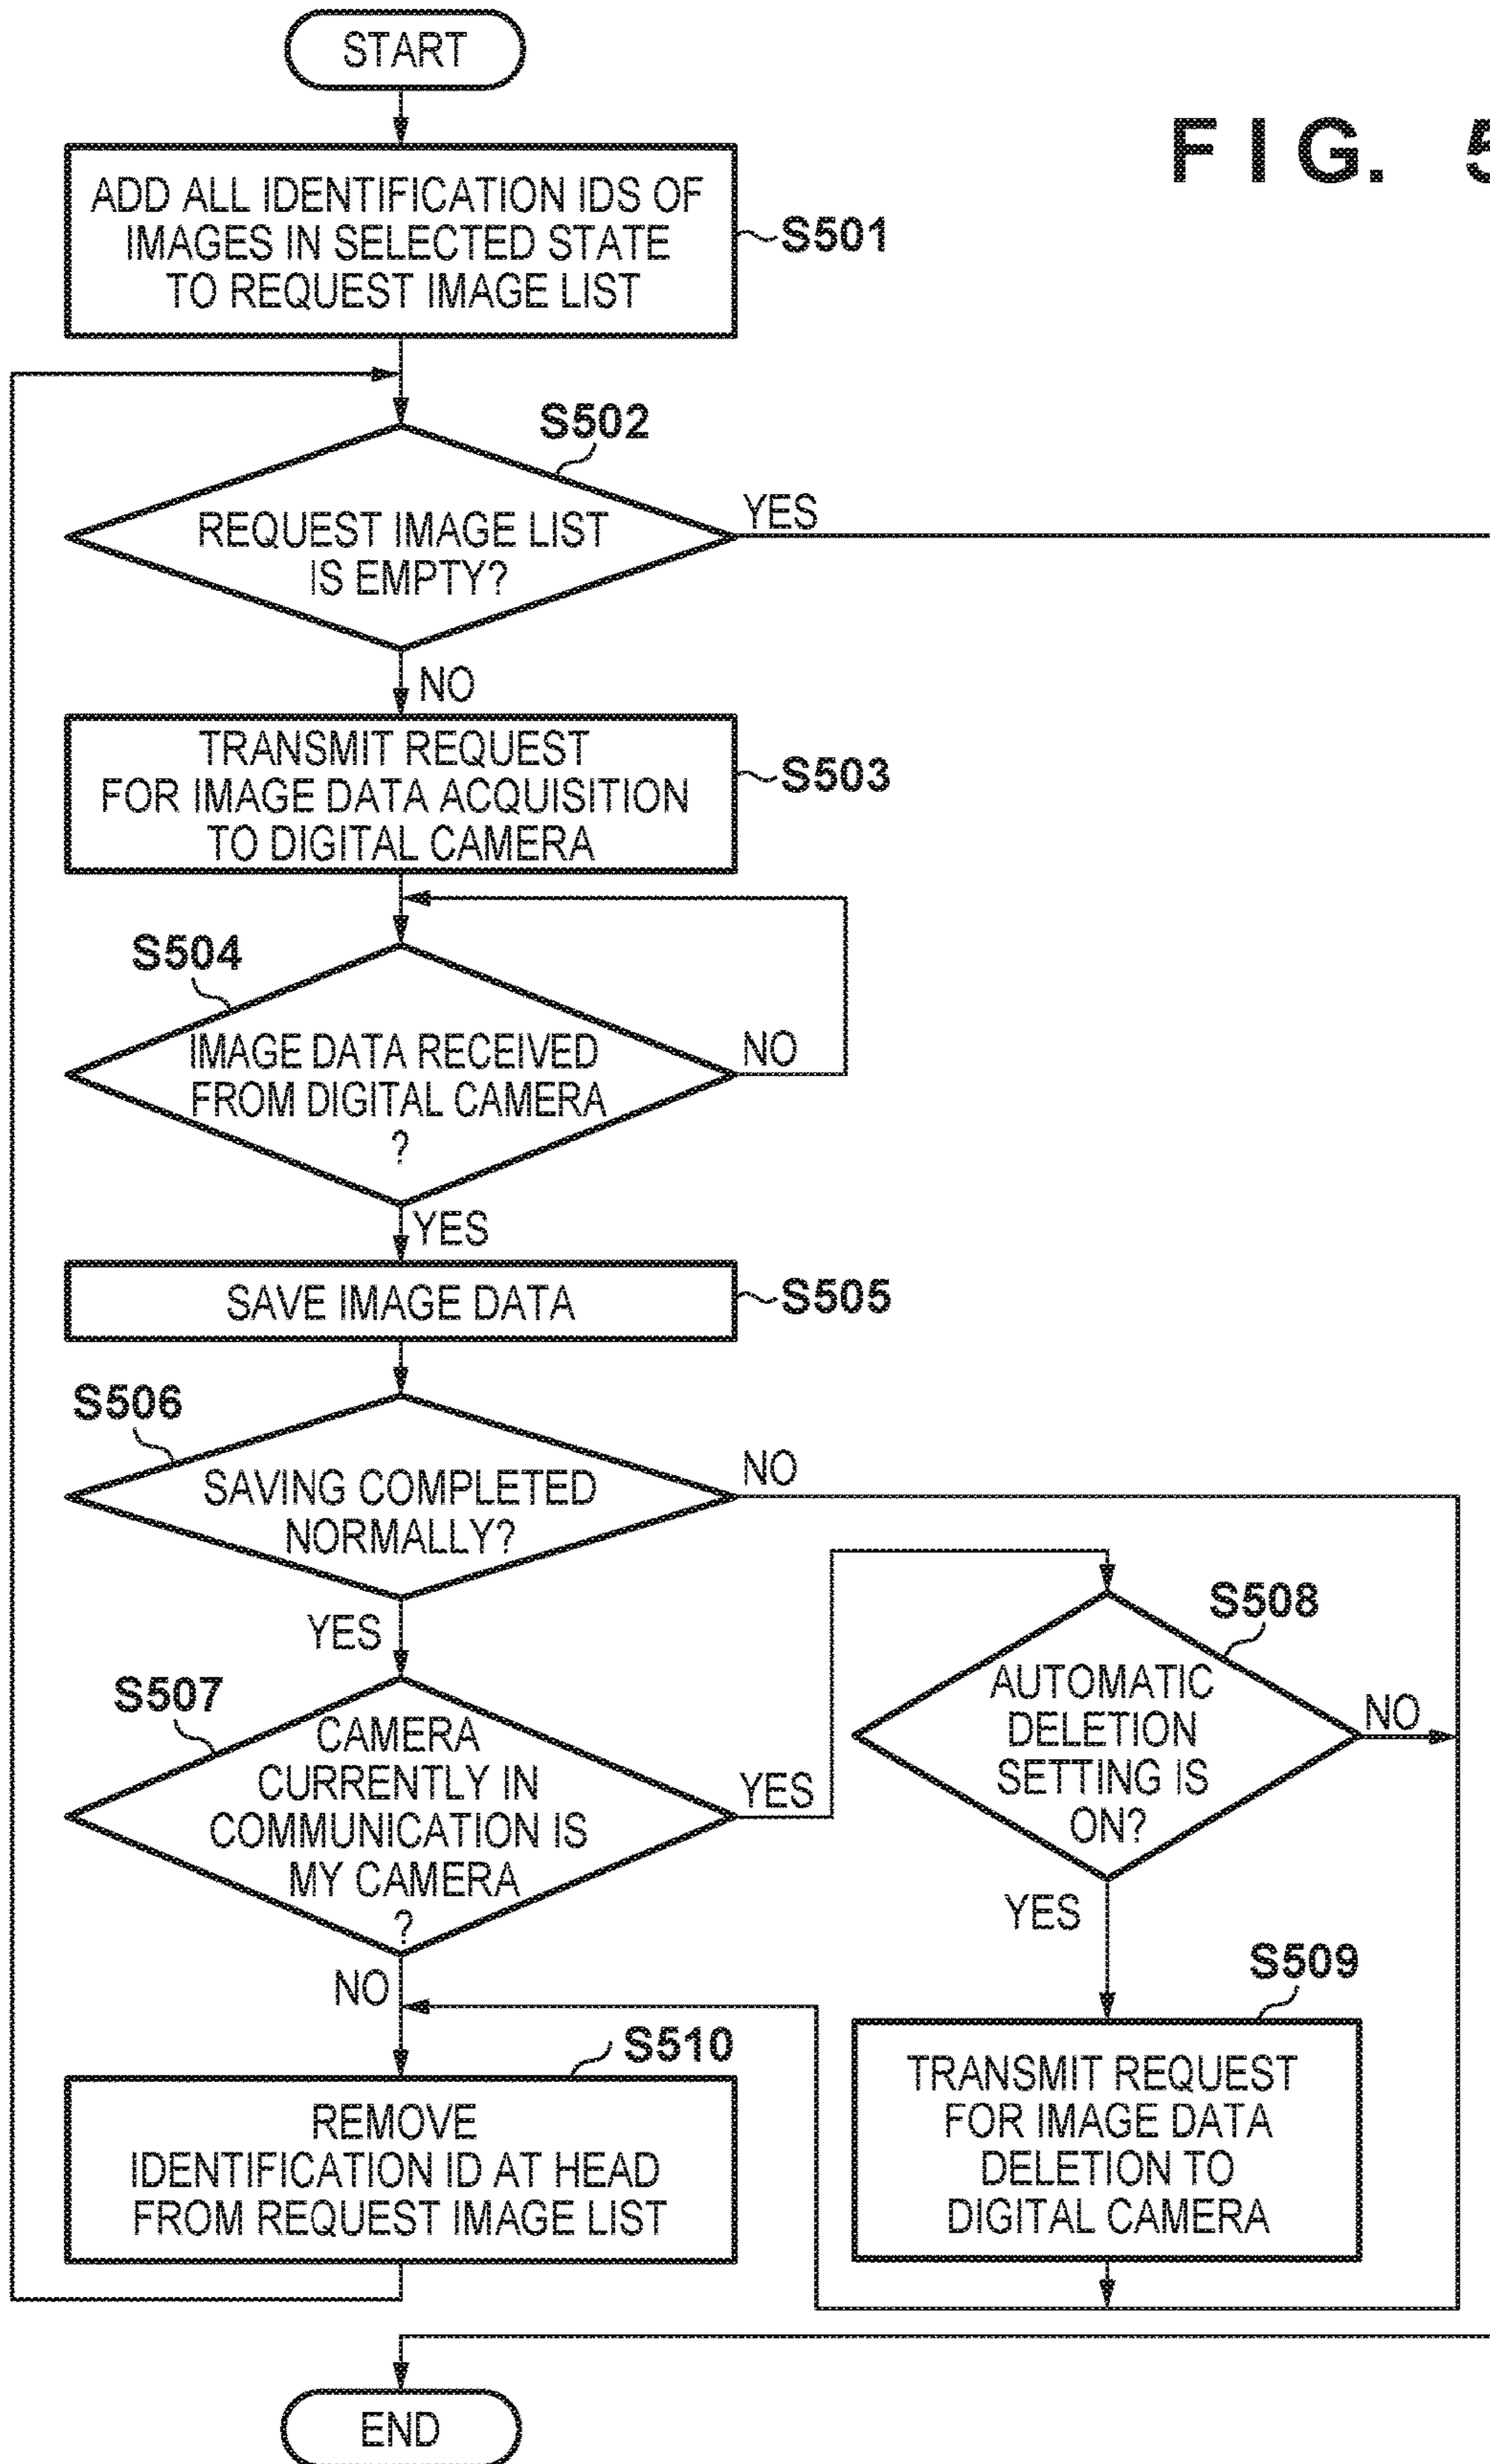 START
FIG. 5
ADD ALL IDENTIFICATION IDS OF
IMAGES IN SELECTED STATE
TO REQUEST IMAGE LIST
S501
S502
REQUEST IMAGE LIST
IS EMPTY?
YES
NO
TRANSMIT REQUEST
FOR IMAGE DATA ACQUISITION
TO DIGITAL CAMERA
S503
S504
IMAGE DATA RECEIVED
FROM DIGITAL CAMERA
?
NO
YES
SAVE IMAGE DATA
S505
S506
SAVING COMPLETED
NORMALLY?
NO
YES
S507
CAMERA
CURRENTLY IN
COMMUNICATION IS
MY CAMERA
?
YES
NO
S508
AUTOMATIC
DELETION
SETTING IS
ON?
NO
YES
S509
TRANSMIT REQUEST
FOR IMAGE DATA
DELETION TO
DIGITAL CAMERA
S510
REMOVE
IDENTIFICATION ID AT HEAD
FROM REQUEST IMAGE LIST
END